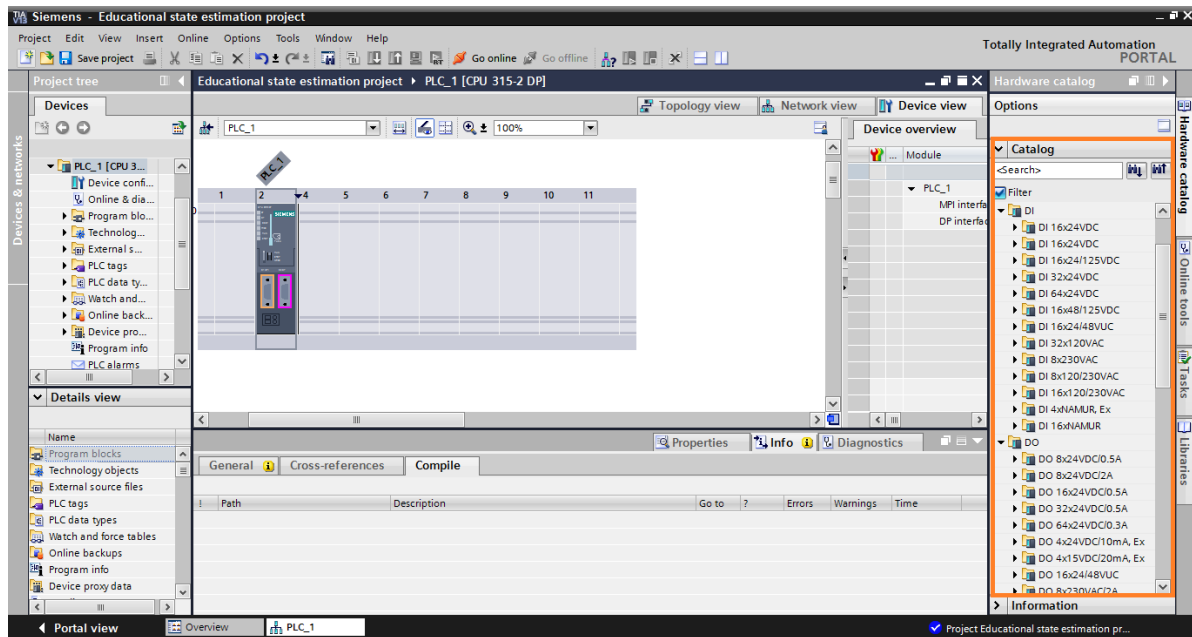 Siemens - Educational state estimation project
Project Edit View Insert Online Options Tools Window Help
Totally Integrated Automation
PORTAL
Save project Go online Go offline
Project tree
Devices
PLC_1 [CPU 3...
Device confi...
Online & dia...
Program blo...
Technolog...
External s...
PLC tags
PLC data ty...
Watch and...
Online back...
Device pro...
Program info
PLC alarms
Details view
Name
Program blocks
Technology objects
External source files
PLC tags
PLC data types
Watch and force tables
Online backups
Program info
Device proxy data
Devices & networks
Educational state estimation project PLC_1 [CPU 315-2 DP]
Topology view Network view Device view
PLC_1 100%
PLC_1
1 2 4 5 6 7 8 9 10 11
SIEMENS
Device overview
... Module
PLC_1
MPI interfa
DP interfac
Properties Info Diagnostics
General Cross-references Compile
! Path Description Go to ? Errors Warnings Time
Hardware catalog
Options
Catalog
<Search>
Filter
DI
DI 16x24VDC
DI 16x24VDC
DI 16x24/125VDC
DI 32x24VDC
DI 64x24VDC
DI 16x48/125VDC
DI 16x24/48VUC
DI 32x120VAC
DI 8x230VAC
DI 8x120/230VAC
DI 16x120/230VAC
DI 4xNAMUR, Ex
DI 16xNAMUR
DO
DO 8x24VDC/0.5A
DO 8x24VDC/2A
DO 16x24VDC/0.5A
DO 32x24VDC/0.5A
DO 64x24VDC/0.3A
DO 4x24VDC/10mA, Ex
DO 4x15VDC/20mA, Ex
DO 16x24/48VUC
DO 8x230VAC/2A
Information
Hardware catalog
Online tools
Tasks
Libraries
Portal view Overview PLC_1
Project Educational state estimation pr...